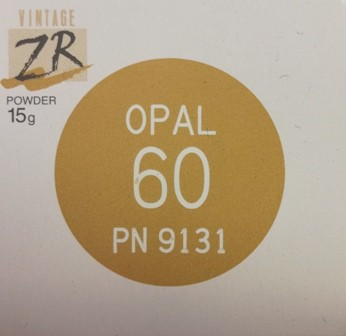 VINTAGE
ZR
POWDER
15g
OPAL
60
PN 9131